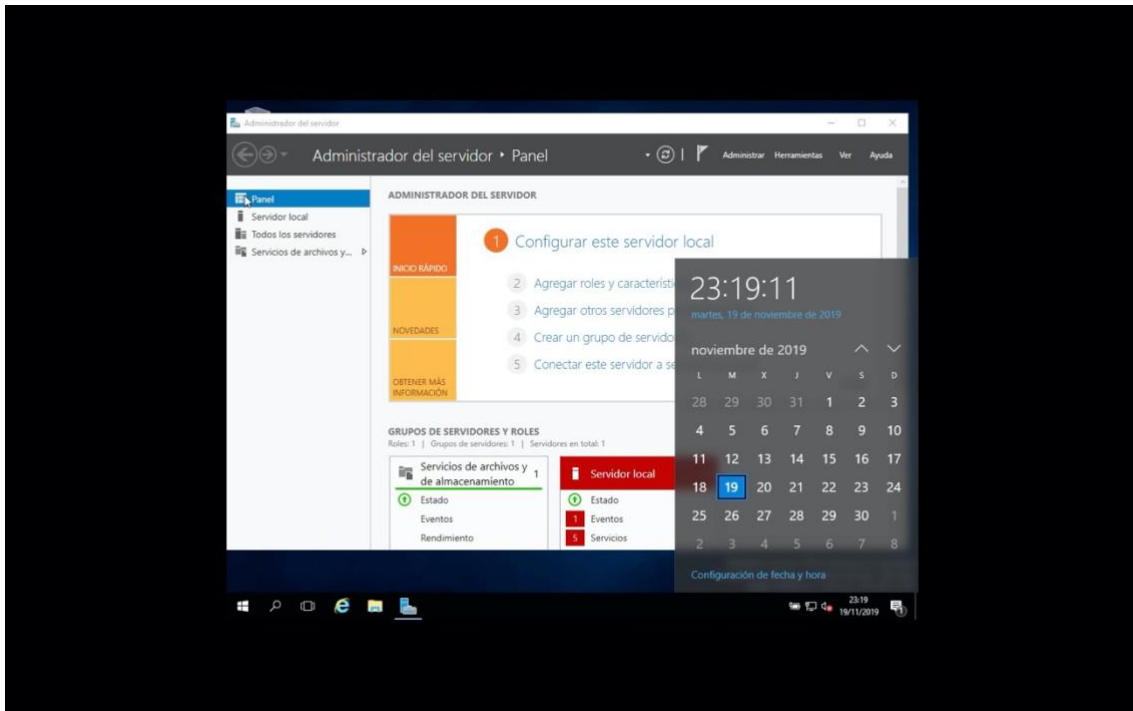 Administrador del servidor
Administrador del servidor ‣ Panel
Administrar Herramientas Ver Ayuda
Panel
Servidor local
Todos los servidores
Servicios de archivos y...
ADMINISTRADOR DEL SERVIDOR
INICIO RÁPIDO
NOVEDADES
OBTENER MÁS
INFORMACIÓN
1 Configurar este servidor local
2 Agregar roles y característi
3 Agregar otros servidores p
4 Crear un grupo de servido
5 Conectar este servidor a se
GRUPOS DE SERVIDORES Y ROLES
Roles: 1 | Grupos de servidores: 1 | Servidores en total: 1
Servicios de archivos y
de almacenamiento
1
Estado
Eventos
Rendimiento
Servidor local
Estado
1 Eventos
5 Servicios
23:19:11
martes, 19 de noviembre de 2019
noviembre de 2019
L M X J V S D
28 29 30 31 1 2 3
4 5 6 7 8 9 10
11 12 13 14 15 16 17
18 19 20 21 22 23 24
25 26 27 28 29 30 1
2 3 4 5 6 7 8
Configuración de fecha y hora
23:19
19/11/2019
1